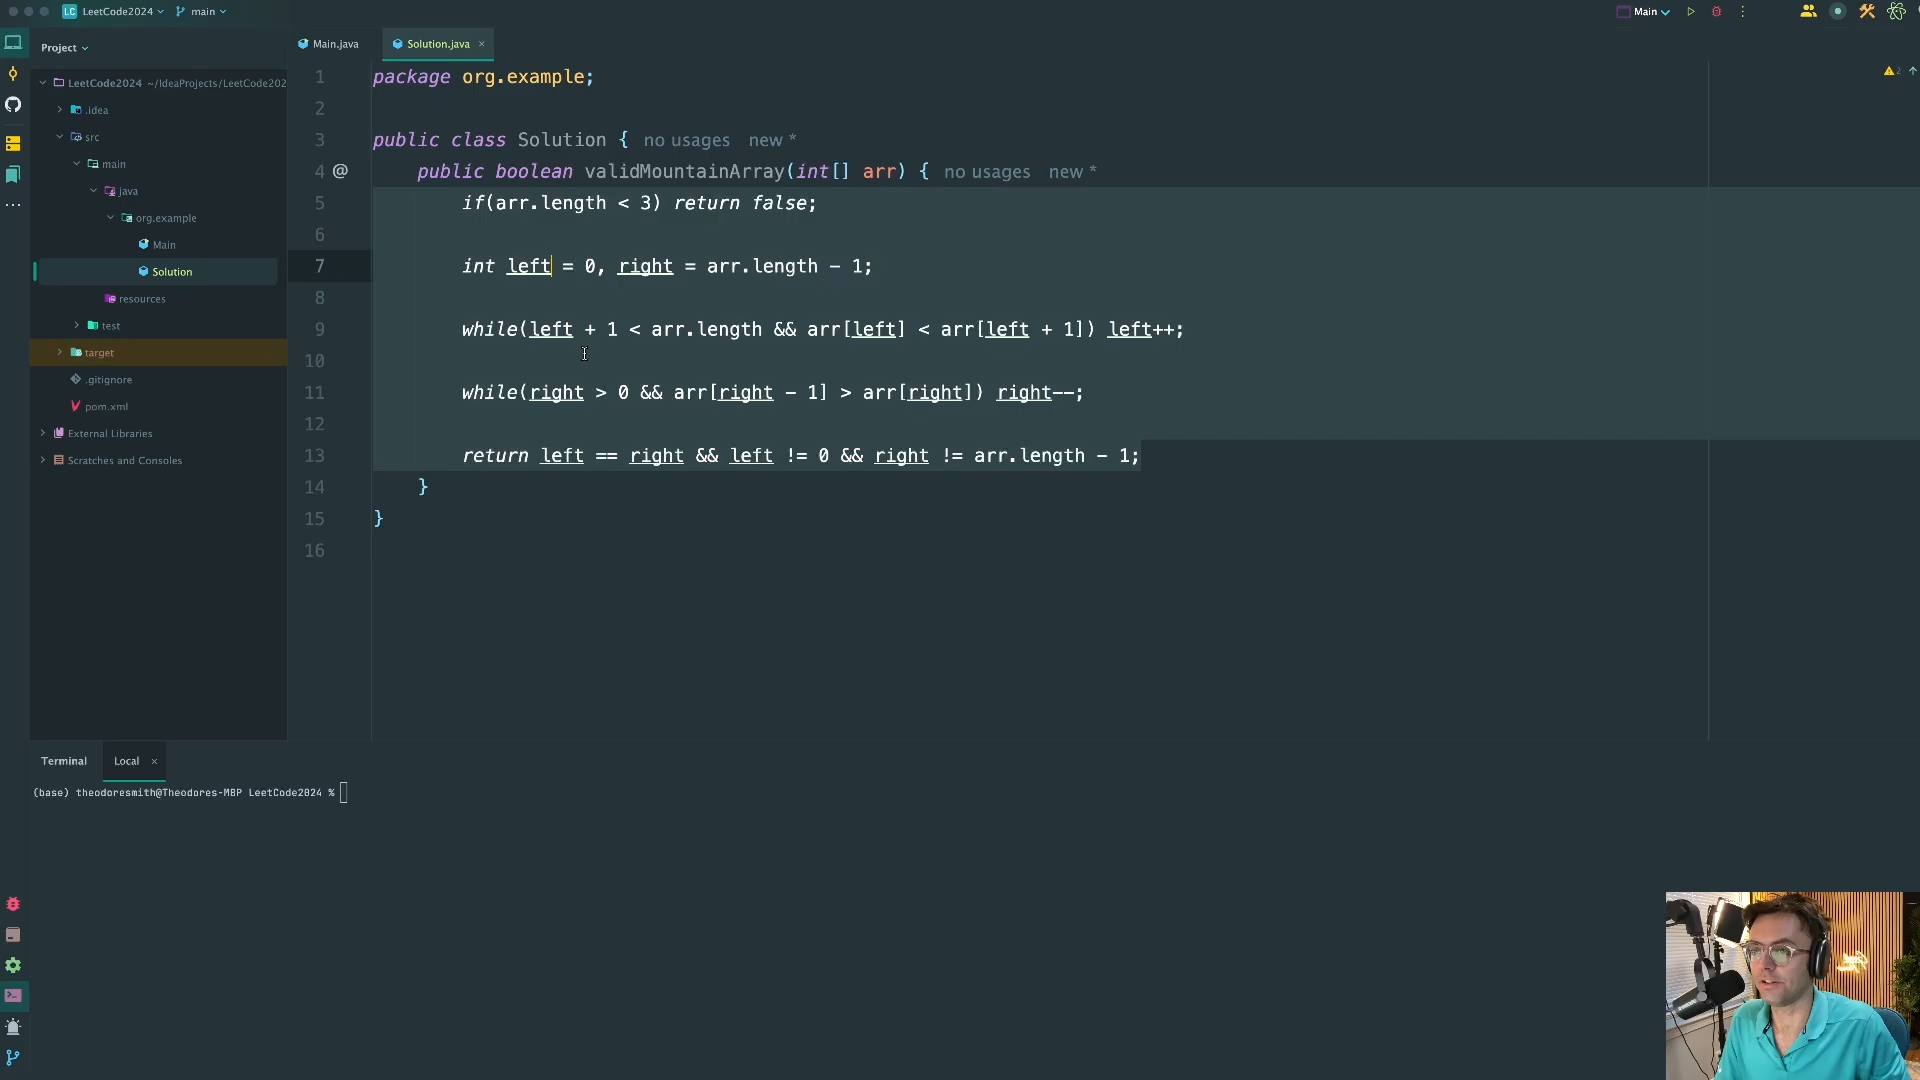 LC LeetCode2024 main
Main
Project
Main.java
Solution.java
LeetCode2024 ~/IdeaProjects/LeetCode202
.idea
src
main
java
org.example
Main
Solution
resources
test
target
.gitignore
pom.xml
External Libraries
Scratches and Consoles
2
1 package org.example;
2
3 public class Solution { no usages new *
4 @ public boolean validMountainArray(int[] arr) { no usages new *
5 if(arr.length < 3) return false;
6
7 int left = 0, right = arr.length - 1;
8
9 while(left + 1 < arr.length && arr[left] < arr[left + 1]) left++;
10
11 while(right > 0 && arr[right - 1] > arr[right]) right--;
12
13 return left == right && left != 0 && right != arr.length - 1;
14 }
15 }
16
Terminal Local
(base) theodoresmith@Theodores-MBP LeetCode2024 %